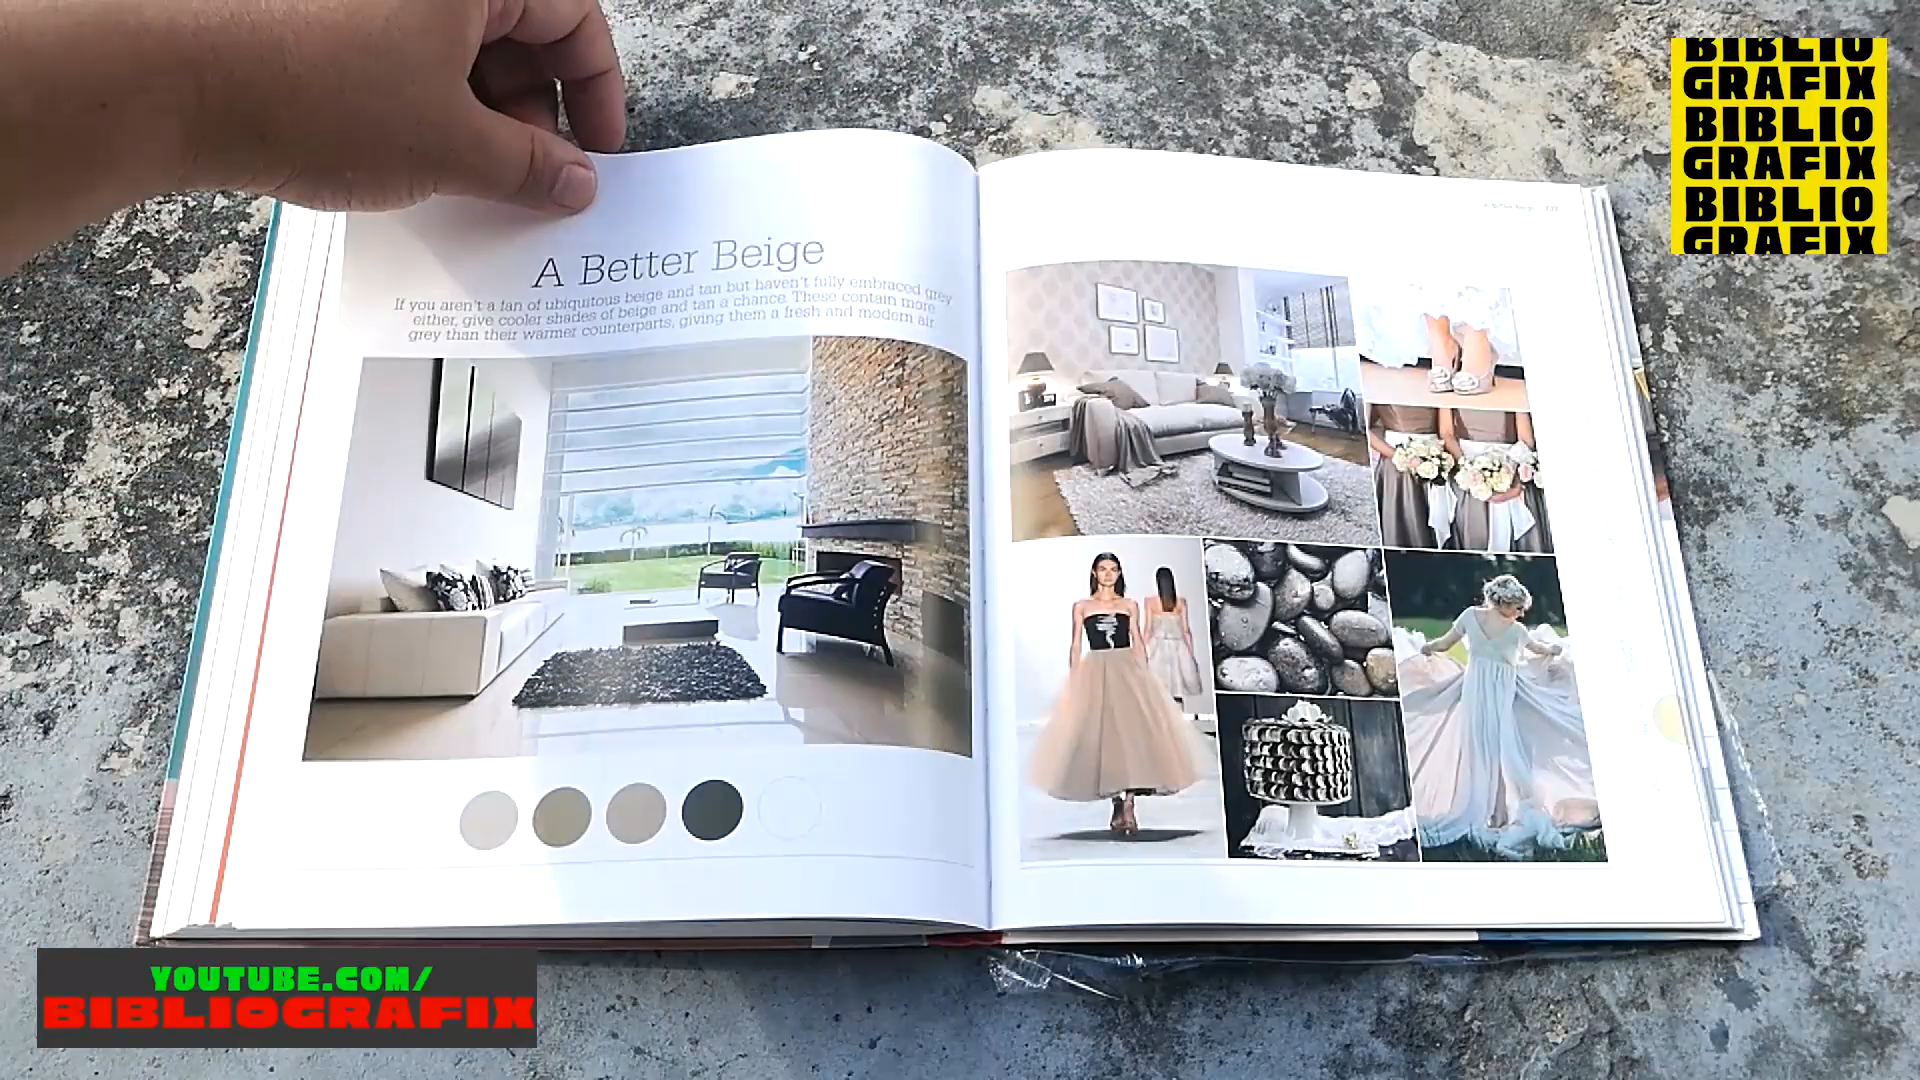 A Better Beige
If you aren't a fan of ubiquitous beige and tan but haven't fully embraced grey
either, give cooler shades of beige and tan a chance. These contain more
grey than their warmer counterparts, giving them a fresh and modern air.
BIBLIO
GRAFIX
BIBLIO
GRAFIX
BIBLIO
GRAFIX
YOUTUBE.COM/
BIBLIOGRAFIX